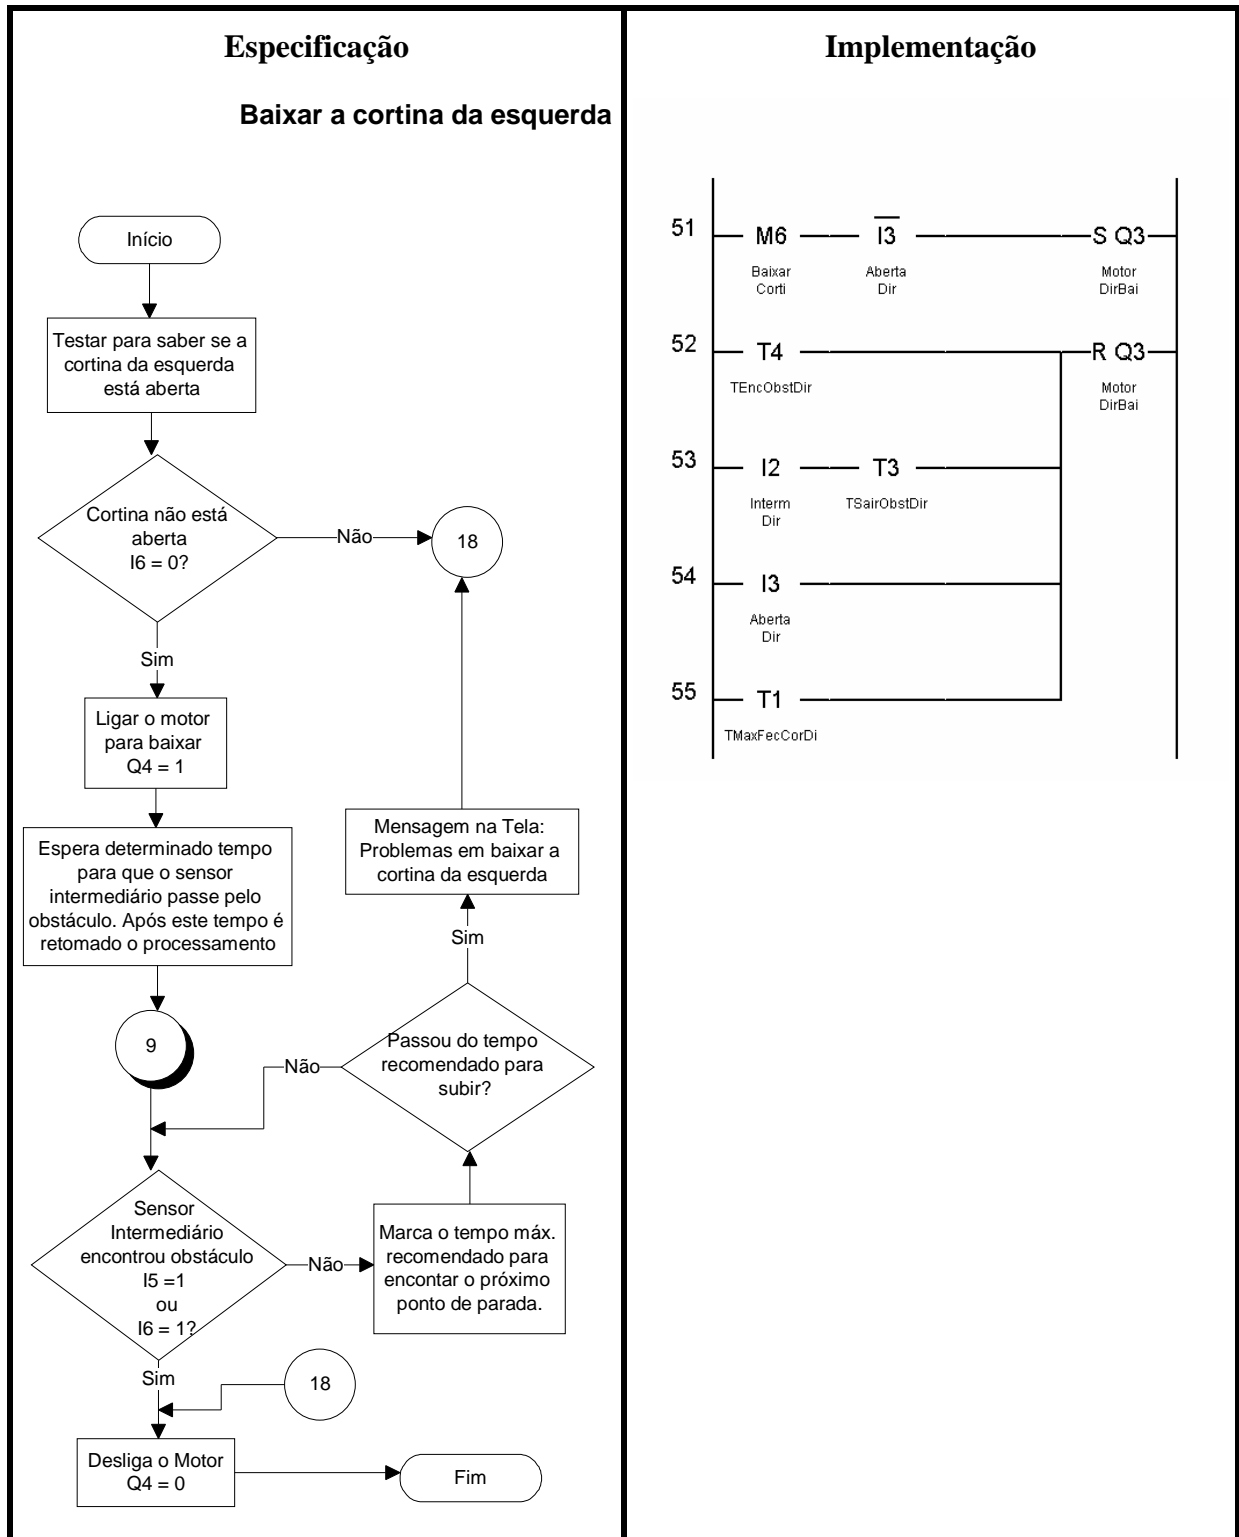 Especificação
Baixar a cortina da esquerda
Início
Testar para saber se a
cortina da esquerda
está aberta
Cortina não está
aberta
I6 = 0?
Não
18
Sim
Ligar o motor
para baixar
Q4 = 1
Espera determinado tempo
para que o sensor
intermediário passe pelo
obstáculo. Após este tempo é
retomado o processamento
9
Mensagem na Tela:
Problemas em baixar a
cortina da esquerda
Sim
Passou do tempo
recomendado para
subir?
Não
Sensor
Intermediário
encontrou obstáculo
I5 =1
ou
I6 = 1?
Não
Marca o tempo máx.
recomendado para
encontar o próximo
ponto de parada.
Sim
18
Desliga o Motor
Q4 = 0
Fim
Implementação
51 M6 I3 S Q3
Baixar Aberta Motor
Corti Dir DirBai
52 T4 R Q3
TEncObstDir Motor
DirBai
53 I2 T3
Interm TSairObstDir
Dir
54 I3
Aberta
Dir
55 T1
TMaxFecCorDi